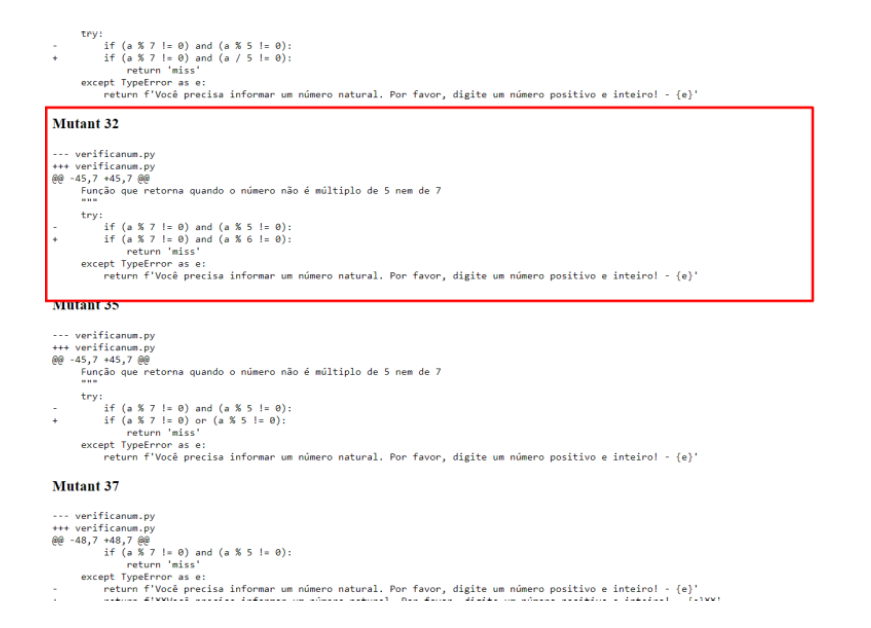 try:
- if (a % 7 != 0) and (a % 5 != 0):
+ if (a % 7 != 0) and (a / 5 != 0):
return 'miss'
except TypeError as e:
return f'Você precisa informar um número natural. Por favor, digite um número positivo e inteiro! - {e}'
Mutant 32
--- verificanum.py
+++ verificanum.py
@@ -45,7 +45,7 @@
Função que retorna quando o número não é múltiplo de 5 nem de 7
"""
try:
- if (a % 7 != 0) and (a % 5 != 0):
+ if (a % 7 != 0) and (a % 6 != 0):
return 'miss'
except TypeError as e:
return f'Você precisa informar um número natural. Por favor, digite um número positivo e inteiro! - {e}'
Mutant 35
--- verificanum.py
+++ verificanum.py
@@ -45,7 +45,7 @@
Função que retorna quando o número não é múltiplo de 5 nem de 7
"""
try:
- if (a % 7 != 0) and (a % 5 != 0):
+ if (a % 7 != 0) or (a % 5 != 0):
return 'miss'
except TypeError as e:
return f'Você precisa informar um número natural. Por favor, digite um número positivo e inteiro! - {e}'
Mutant 37
--- verificanum.py
+++ verificanum.py
@@ -48,7 +48,7 @@
if (a % 7 != 0) and (a % 5 != 0):
return 'miss'
except TypeError as e:
- return f'Você precisa informar um número natural. Por favor, digite um número positivo e inteiro! - {e}'